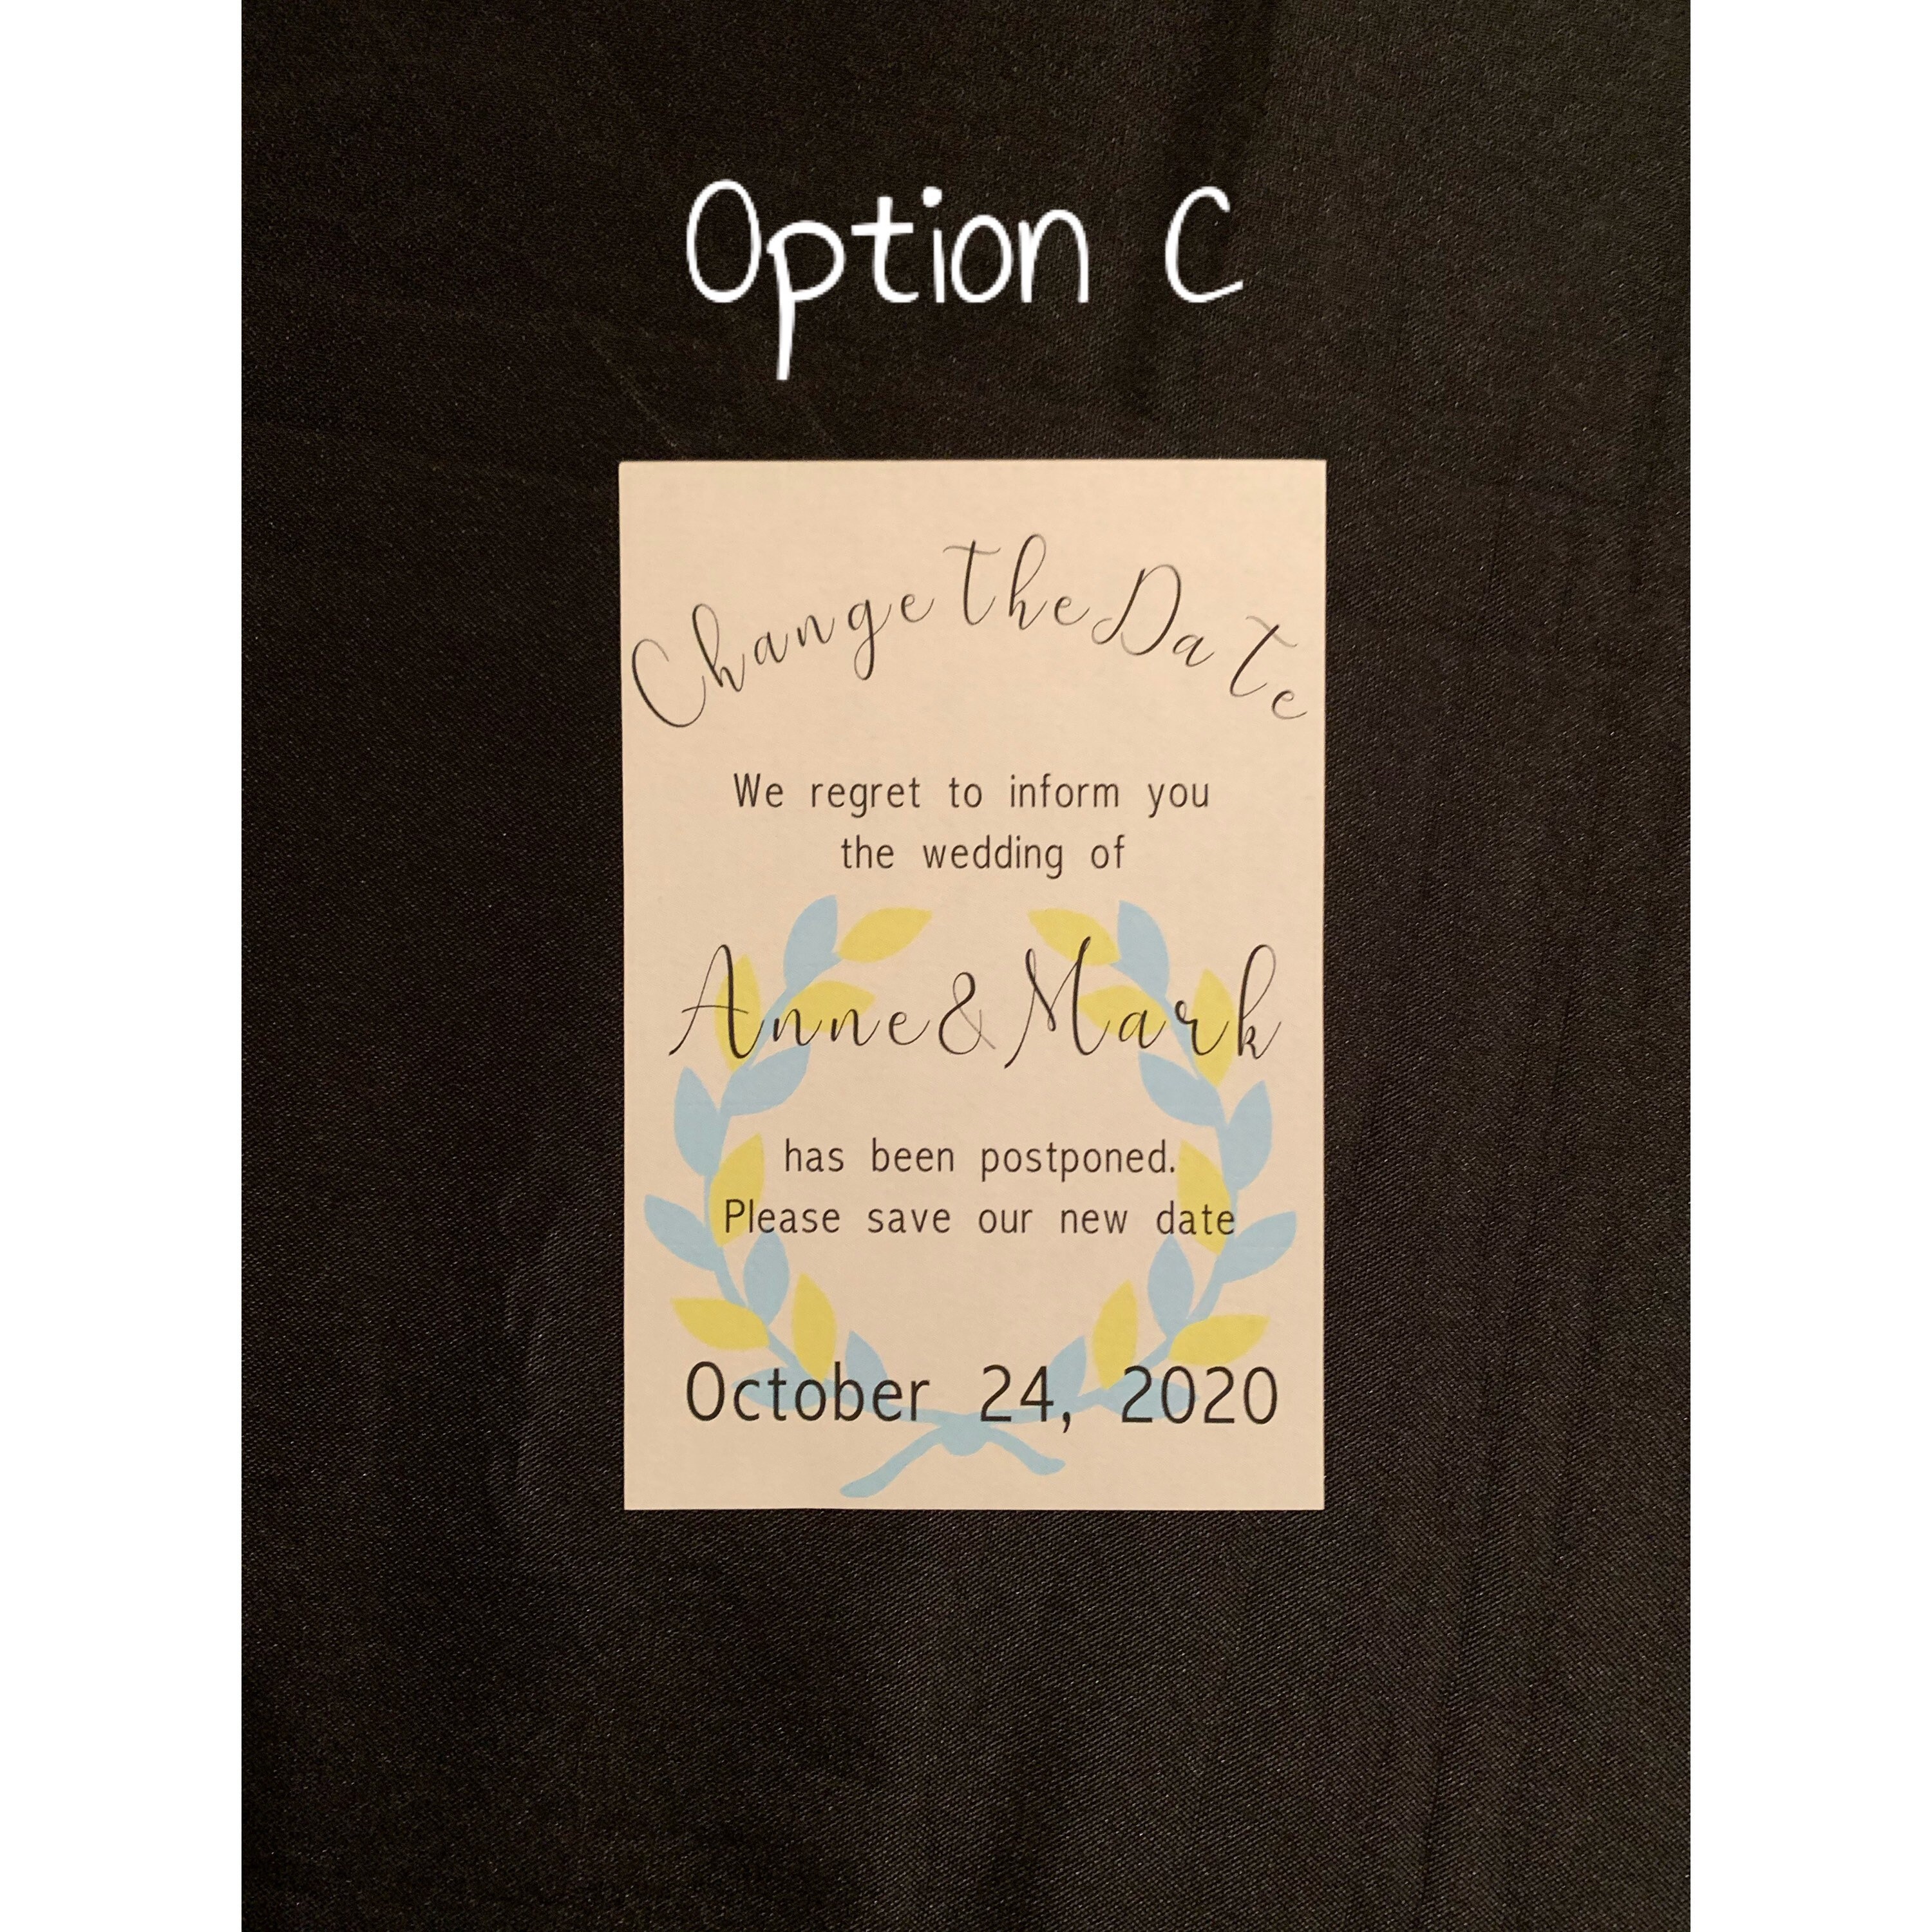 Option C
Change the Date
We regret to inform you
the wedding of
Anne & Mark
has been postponed.
Please save our new date
October 24, 2020